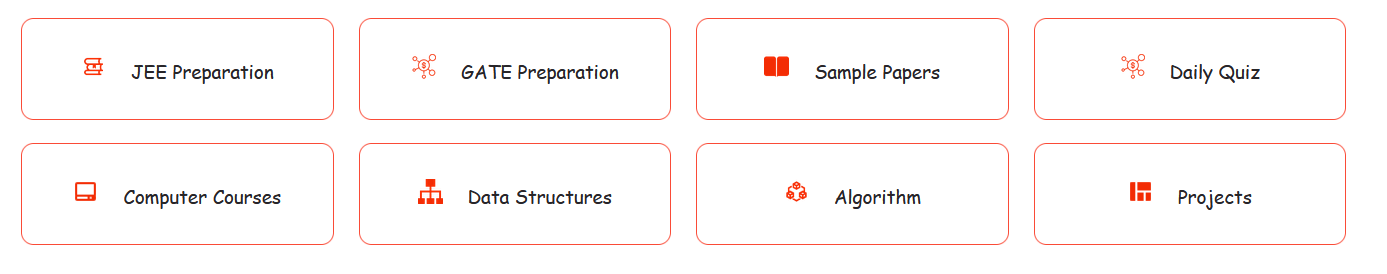 JEE Preparation
GATE Preparation
Sample Papers
Daily Quiz
Computer Courses
Data Structures
Algorithm
Projects